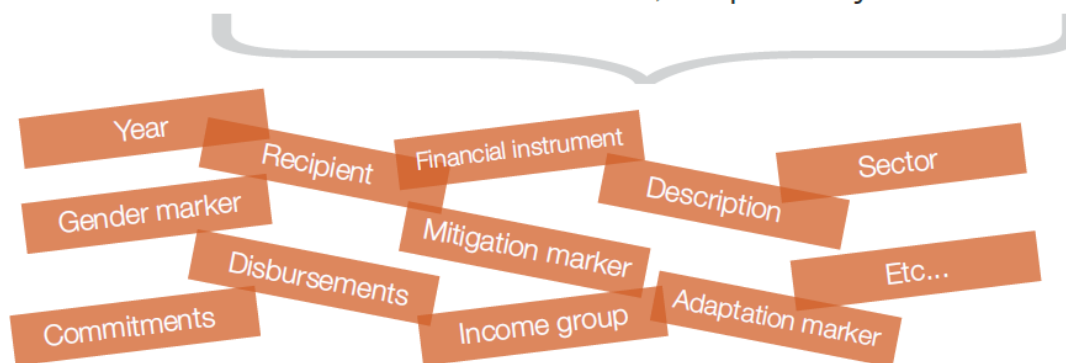 Year
Recipient
Financial instrument
Sector
Gender marker
Description
Mitigation marker
Disbursements
Etc...
Commitments
Income group
Adaptation marker